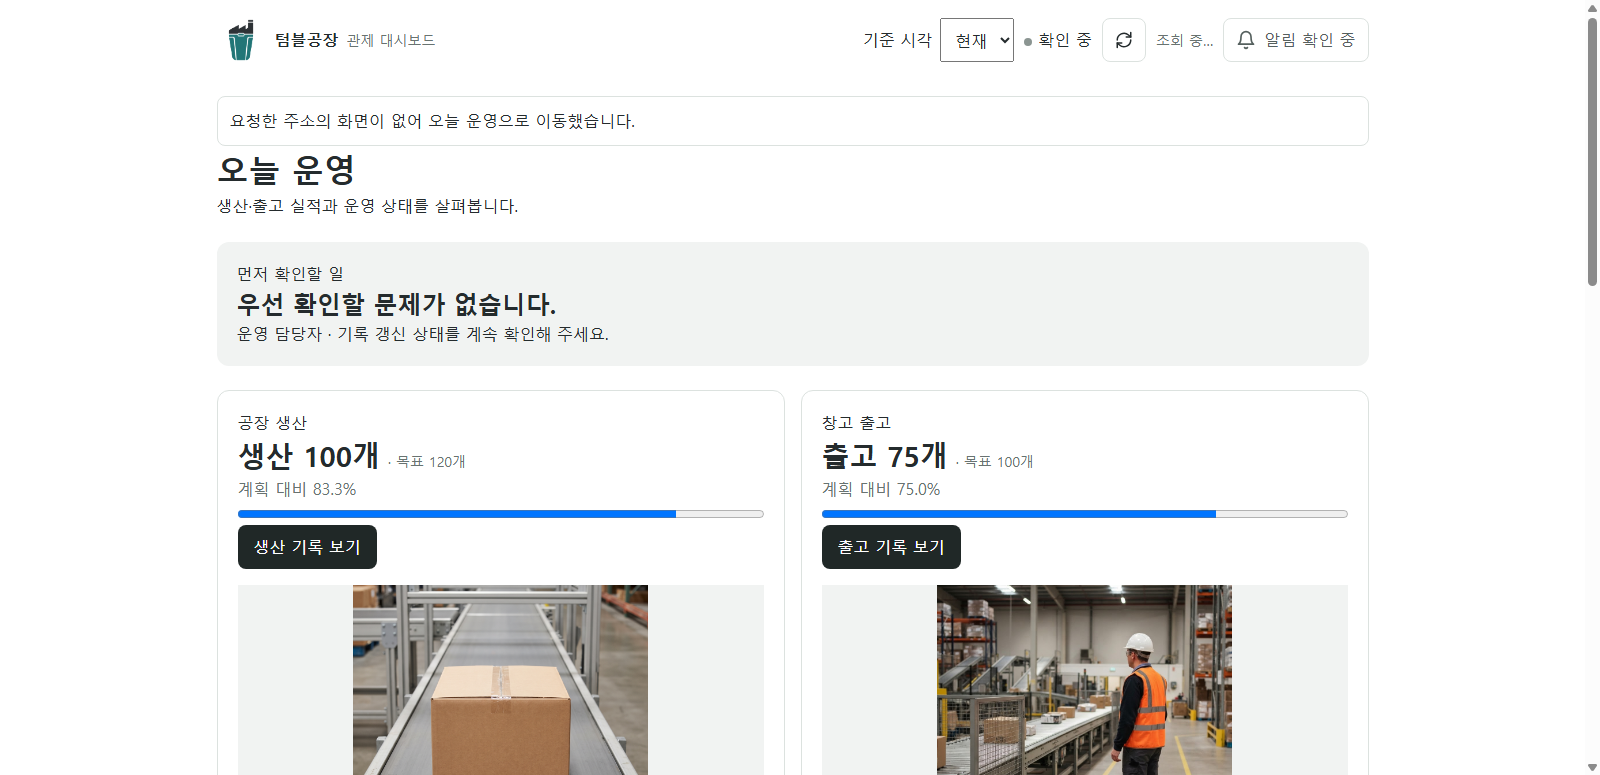 텀블공장 관제 대시보드
기준 시각 현재 확인 중 조회 중... 알림 확인 중
요청한 주소의 화면이 없어 오늘 운영으로 이동했습니다.
오늘 운영
생산·출고 실적과 운영 상태를 살펴봅니다.
먼저 확인할 일
우선 확인할 문제가 없습니다.
운영 담당자 · 기록 갱신 상태를 계속 확인해 주세요.
공장 생산
생산 100개 · 목표 120개
계획 대비 83.3%
생산 기록 보기
창고 출고
출고 75개 · 목표 100개
계획 대비 75.0%
출고 기록 보기